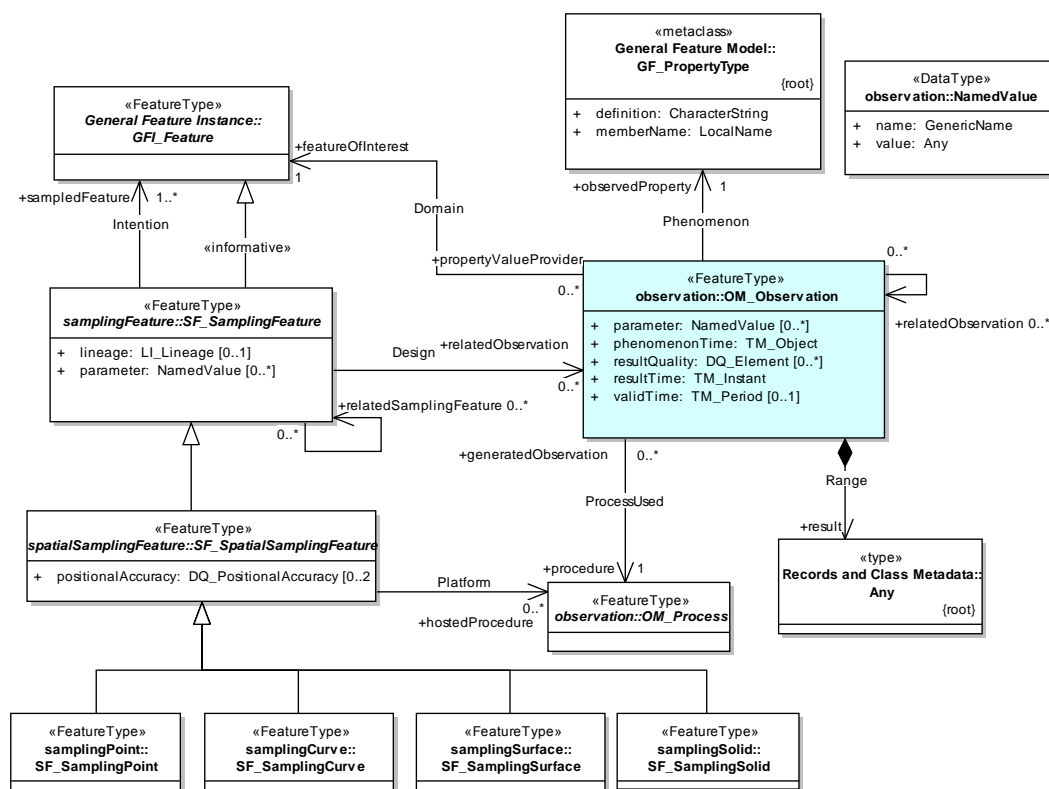 «metaclass»
General Feature Model::
GF_PropertyType
{root}
+ definition: CharacterString
+ memberName: LocalName
«DataType»
observation::NamedValue
+ name: GenericName
+ value: Any
«FeatureType»
General Feature Instance::
GFI_Feature
+featureOfInterest
1
+sampledFeature
1..*
Intention
«informative»
Domain
+observedProperty
1
Phenomenon
+propertyValueProvider
0..*
0..*
«FeatureType»
observation::OM_Observation
+ parameter: NamedValue [0..*]
+ phenomenonTime: TM_Object
+ resultQuality: DQ_Element [0..*]
+ resultTime: TM_Instant
+ validTime: TM_Period [0..1]
+relatedObservation 0..*
«FeatureType»
samplingFeature::SF_SamplingFeature
+ lineage: LI_Lineage [0..1]
+ parameter: NamedValue [0..*]
Design
+relatedObservation
0..*
+relatedSamplingFeature 0..*
0..*
+generatedObservation
0..*
ProcessUsed
Range
+result
«FeatureType»
spatialSamplingFeature::SF_SpatialSamplingFeature
+ positionalAccuracy: DQ_PositionalAccuracy [0..2
Platform
0..*
+hostedProcedure
+procedure
1
«FeatureType»
observation::OM_Process
«type»
Records and Class Metadata::
Any
{root}
«FeatureType»
samplingPoint::
SF_SamplingPoint
«FeatureType»
samplingCurve::
SF_SamplingCurve
«FeatureType»
samplingSurface::
SF_SamplingSurface
«FeatureType»
samplingSolid::
SF_SamplingSolid